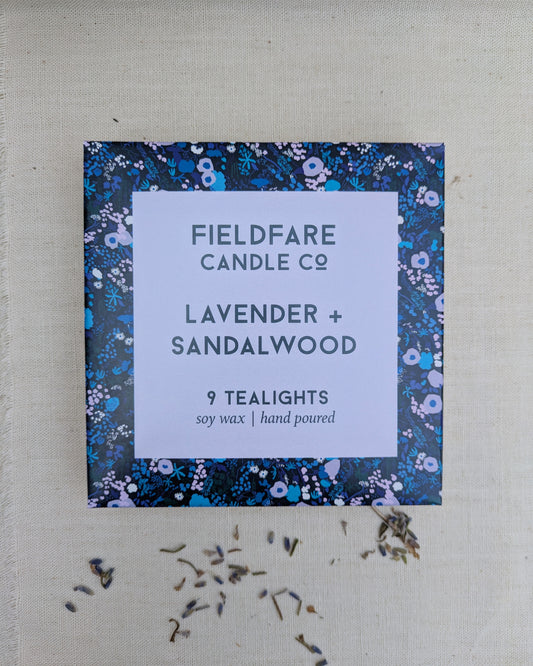 FIELDFARE
CANDLE Cº
LAVENDER +
SANDALWOOD
9 TEALIGHTS
soy wax | hand poured